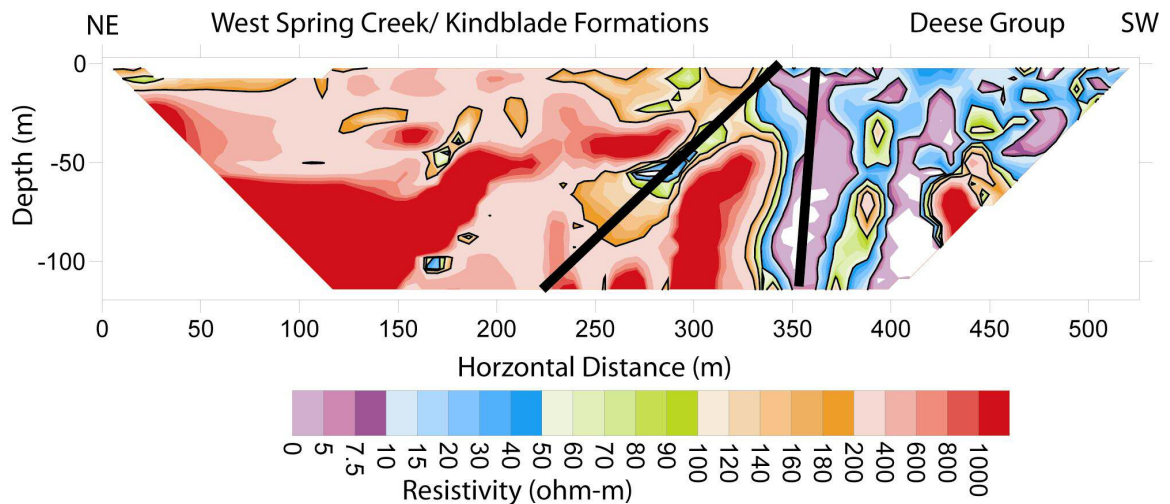 NE West Spring Creek/ Kindblade Formations Deese Group SW
0
-50
-100
Depth (m)
0 50 100 150 200 250 300 350 400 450 500
Horzontal Distance (m)
0 5 7.5 10 15 20 30 40 50 60 70 80 90 100 120 140 160 180 200 400 600 800 1000
Resistivity (ohm-m)